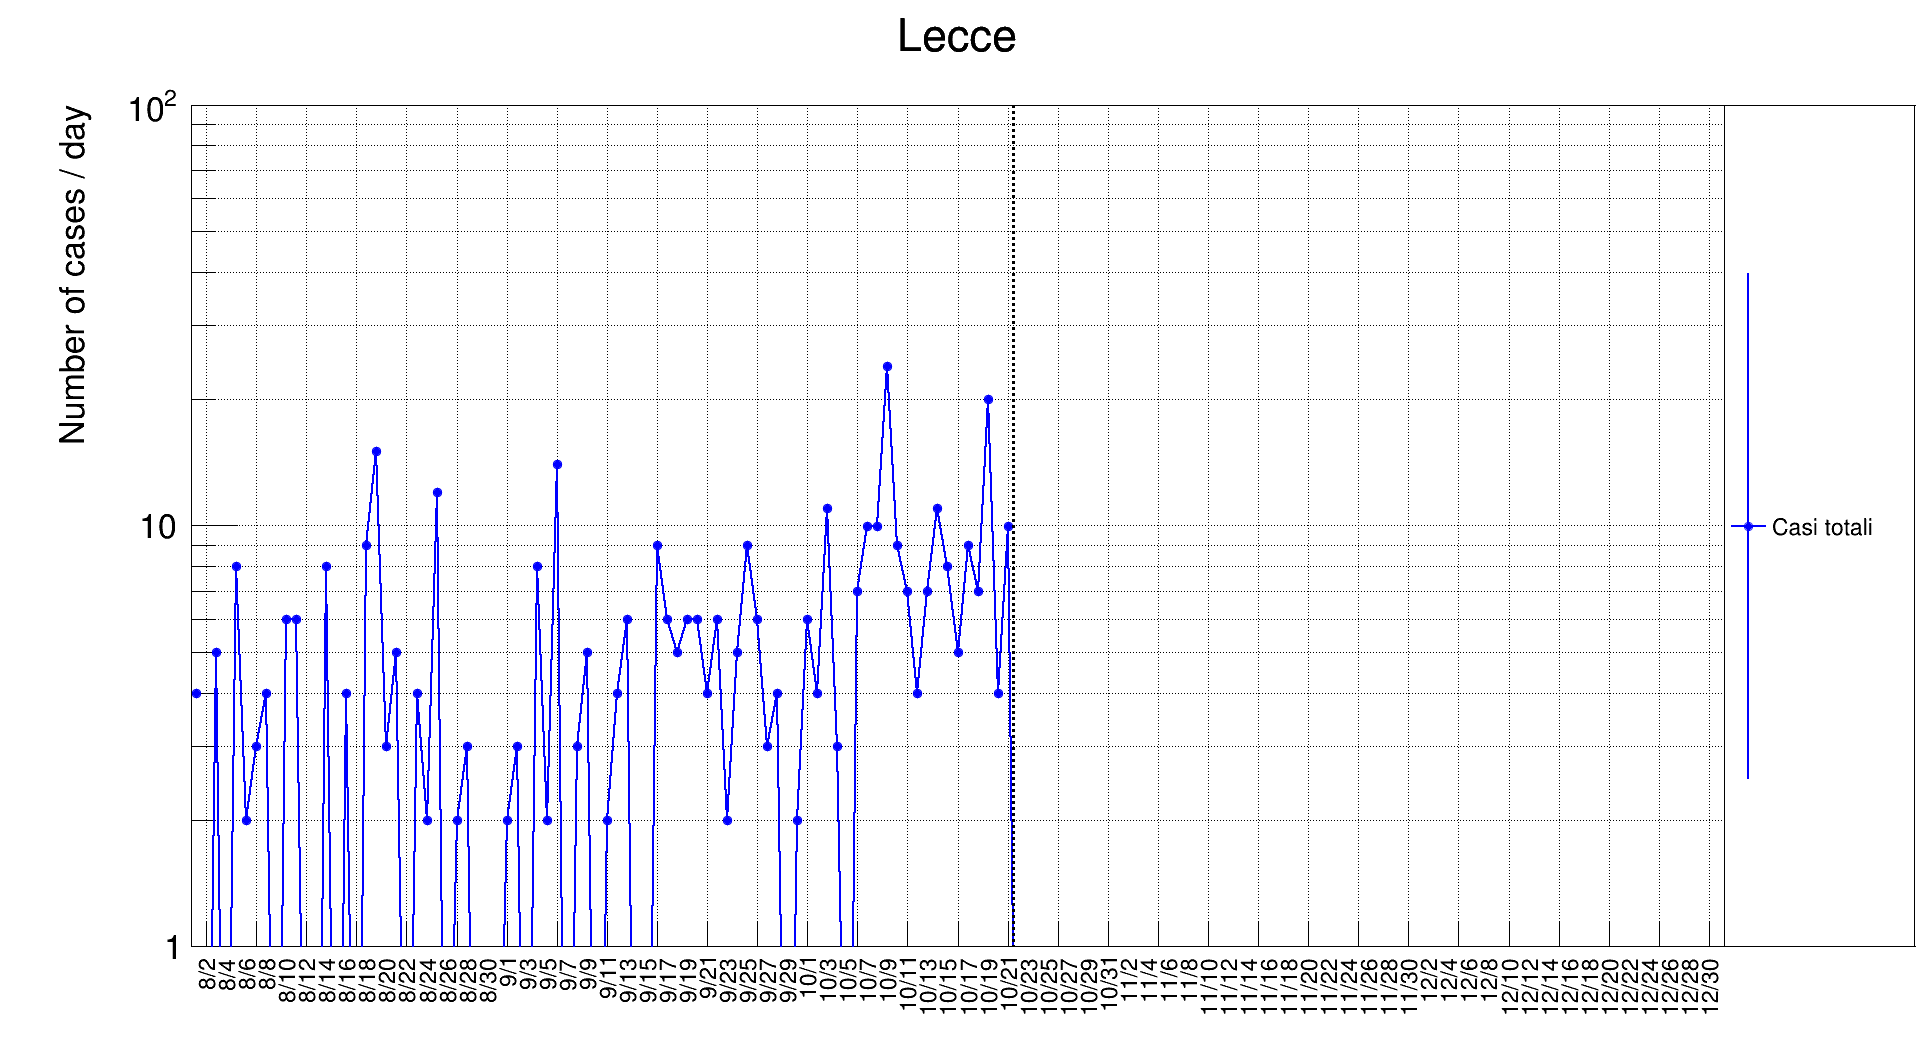 Lecce
Number of cases / day
10²
10
1
8/2 8/4 8/6 8/8 8/10 8/12 8/14 8/16 8/18 8/20 8/22 8/24 8/26 8/28 8/30 9/1 9/3 9/5 9/7 9/9 9/11 9/13 9/15 9/17 9/19 9/21 9/23 9/25 9/27 9/29 10/1 10/3 10/5 10/7 10/9 10/11 10/13 10/15 10/17 10/19 10/21 10/23 10/25 10/27 10/29 10/31 11/2 11/4 11/6 11/8 11/10 11/12 11/14 11/16 11/18 11/20 11/22 11/24 11/26 11/28 11/30 12/2 12/4 12/6 12/8 12/10 12/12 12/14 12/16 12/18 12/20 12/22 12/24 12/26 12/28 12/30
Casi totali